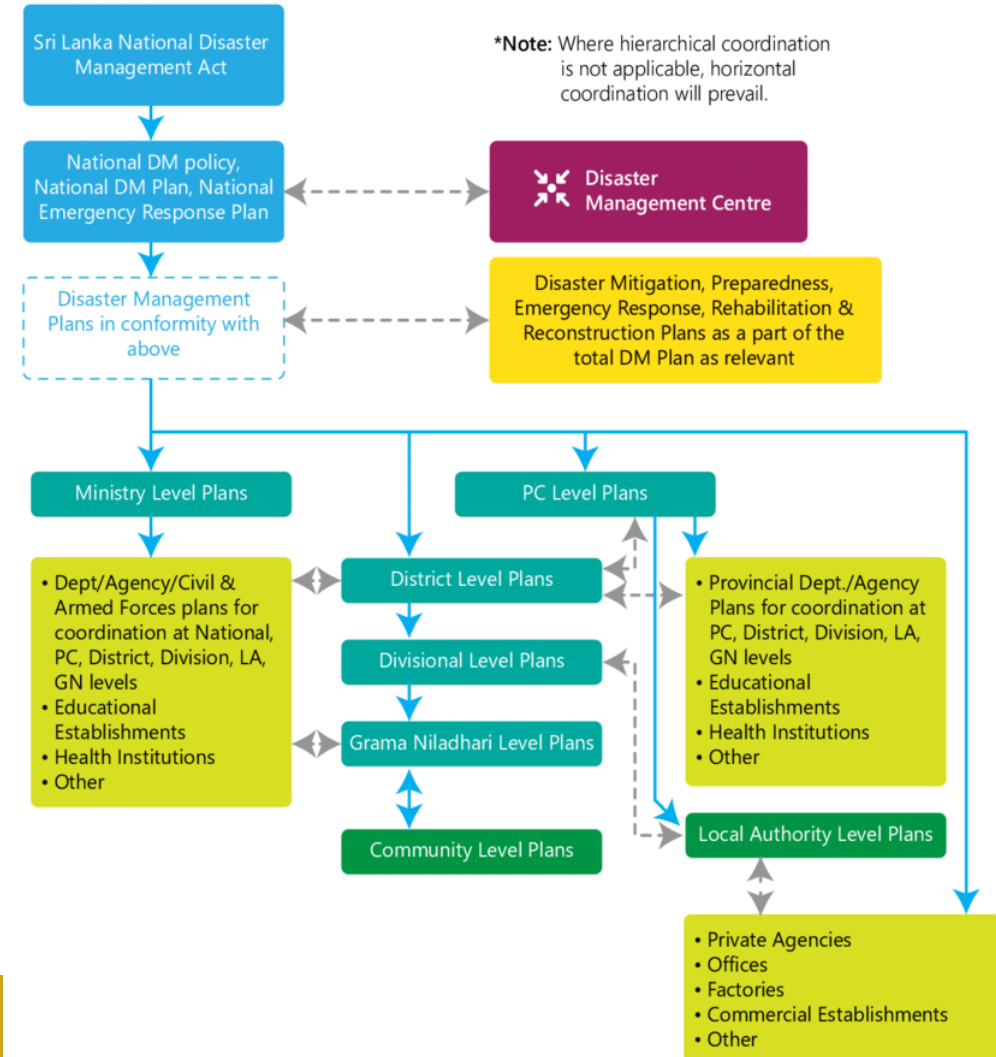 Sri Lanka National Disaster
Management Act
*Note: Where hierarchical coordination
is not applicable, horizontal
coordination will prevail.
National DM policy,
National DM Plan, National
Emergency Response Plan
Disaster
Management Centre
Disaster Management
Plans in conformity with
above
Disaster Mitigation, Preparedness,
Emergency Response, Rehabilitation &
Reconstruction Plans as a part of the
total DM Plan as relevant
Ministry Level Plans
PC Level Plans
• Dept/Agency/Civil &
Armed Forces plans for
coordination at National,
PC, District, Division, LA,
GN levels
• Educational
Establishments
• Health Institutions
• Other
District Level Plans
Divisional Level Plans
Grama Niladhari Level Plans
Community Level Plans
• Provincial Dept./Agency
Plans for coordination at
PC, District, Division, LA,
GN levels
• Educational
Establishments
• Health Institutions
• Other
Local Authority Level Plans
• Private Agencies
• Offices
• Factories
• Commercial Establishments
• Other